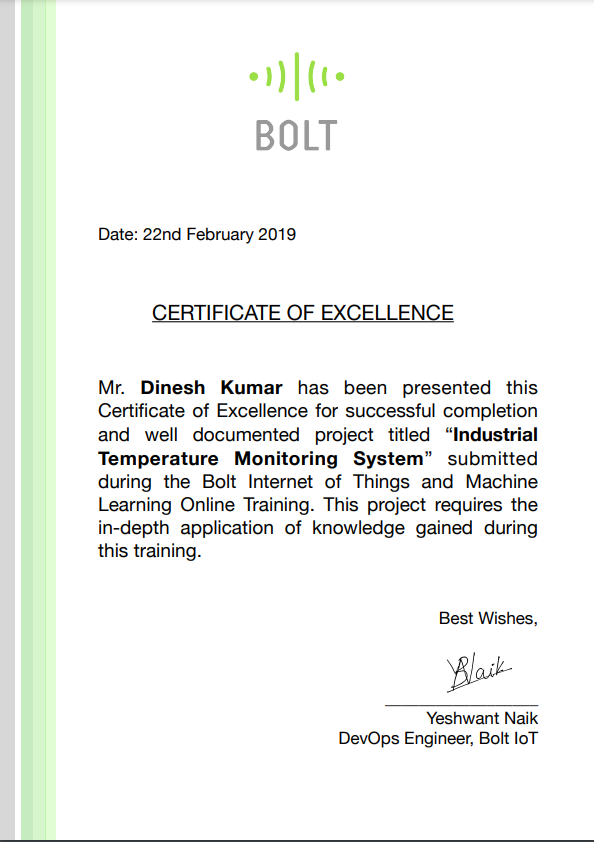 BOLT
Date: 22nd February 2019
CERTIFICATE OF EXCELLENCE
Mr. Dinesh Kumar has been presented this
Certificate of Excellence for successful completion
and well documented project titled “Industrial
Temperature Monitoring System” submitted
during the Bolt Internet of Things and Machine
Learning Online Training. This project requires the
in-depth application of knowledge gained during
this training.
Best Wishes,
Naik
Yeshwant Naik
DevOps Engineer, Bolt IoT